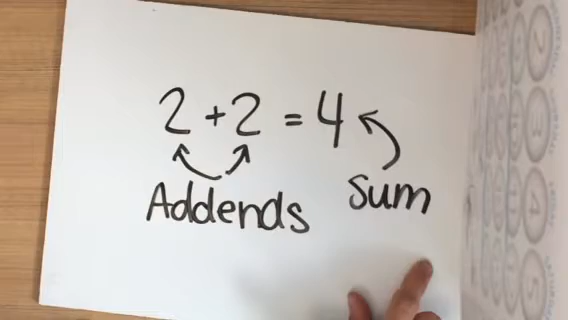 2 + 2 = 4
Addends
Sum